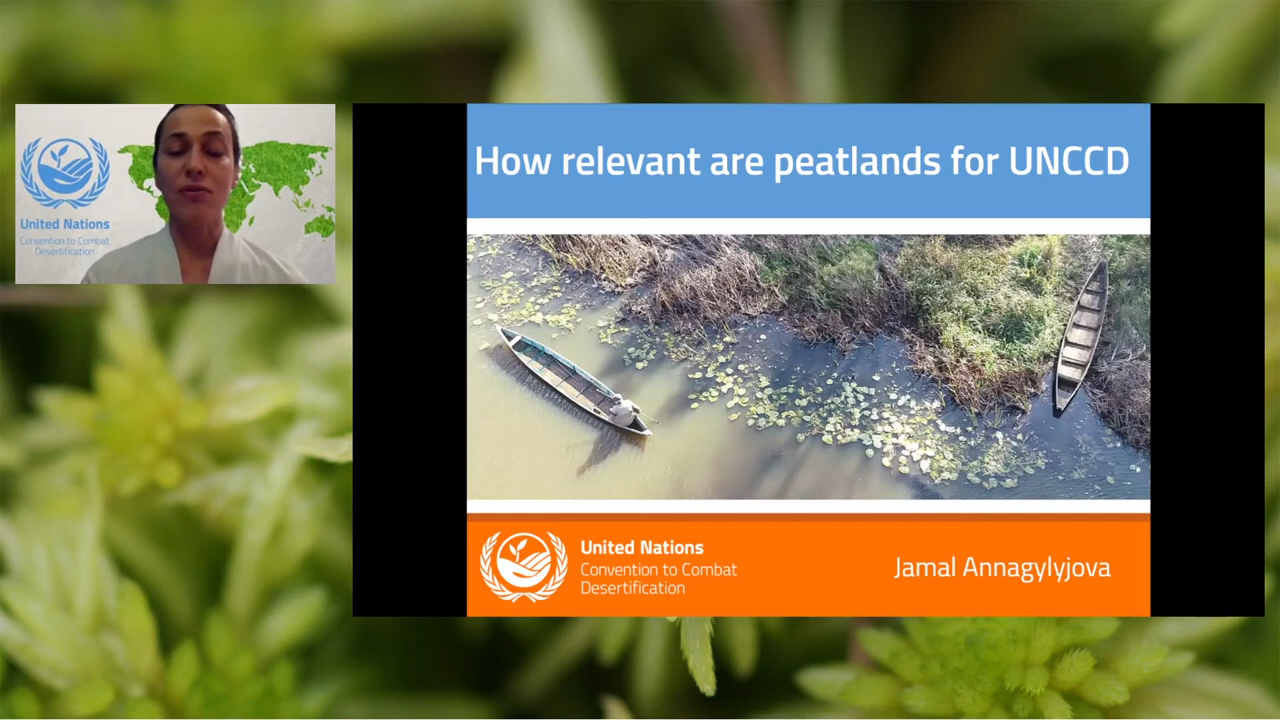 United Nations
Convention to Combat
Desertification
How relevant are peatlands for UNCCD
United Nations
Convention to Combat
Desertification
Jamal Annagylyjova